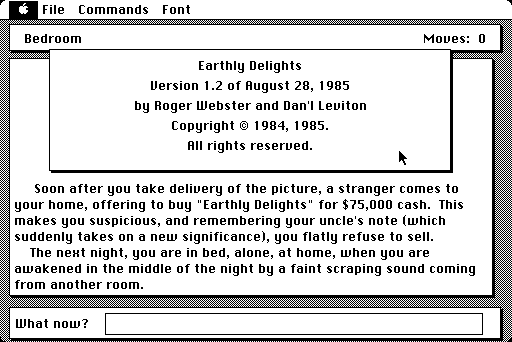 File Commands Font
Bedroom Moves: 0
Earthly Delights
Version 1.2 of August 28, 1985
by Roger Webster and Dan'l Leviton
Copyright © 1984, 1985.
All rights reserved.
Soon after you take delivery of the picture, a stranger comes to
your home, offering to buy "Earthly Delights" for $75,000 cash. This
makes you suspicious, and remembering your uncle's note (which
suddenly takes on a new significance), you flatly refuse to sell.
The next night, you are in bed, alone, at home, when you are
awakened in the middle of the night by a faint scraping sound coming
from another room.
What now?